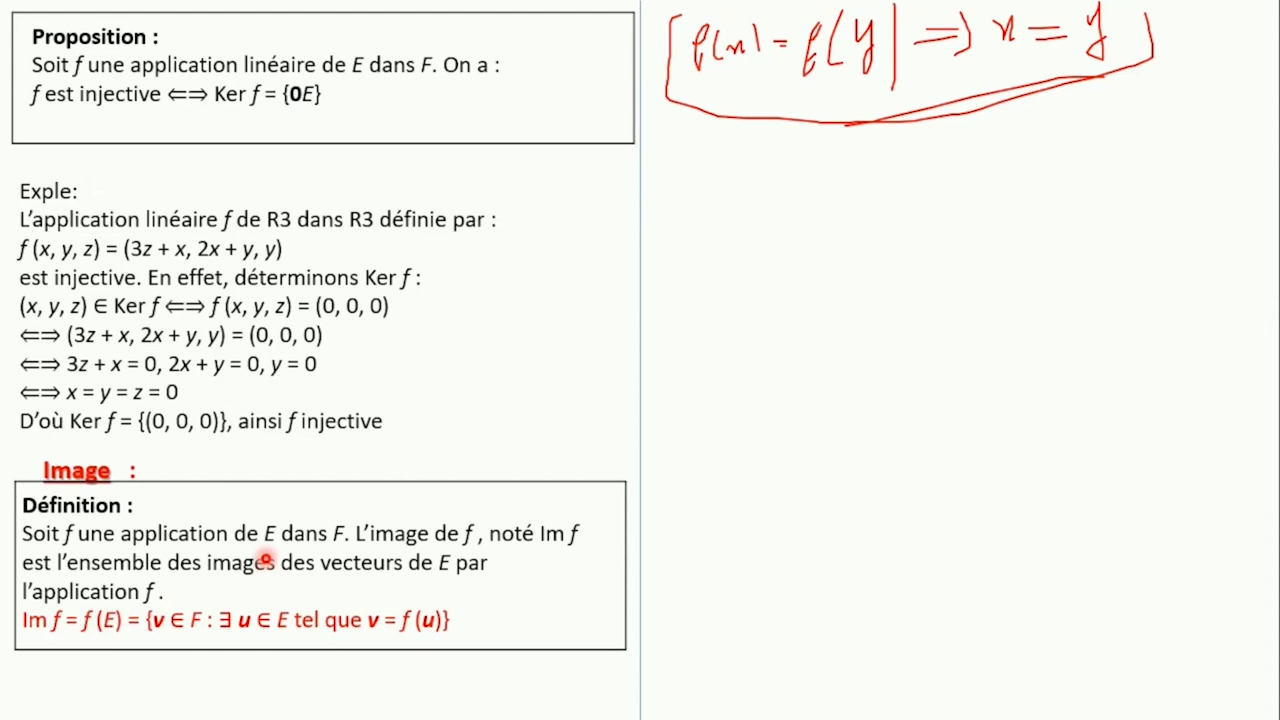 Proposition :
Soit f une application linéaire de E dans F. On a :
f est injective ⟺ Ker f = {0E}
Exple:
L'application linéaire f de R3 dans R3 définie par :
f (x, y, z) = (3z + x, 2x + y, y)
est injective. En effet, déterminons Ker f :
(x, y, z) ∈ Ker f ⟺ f (x, y, z) = (0, 0, 0)
⟺ (3z + x, 2x + y, y) = (0, 0, 0)
⟺ 3z + x = 0, 2x + y = 0, y = 0
⟺ x = y = z = 0
D'où Ker f = {(0, 0, 0)}, ainsi f injective
Image :
Définition :
Soit f une application de E dans F. L'image de f , noté Im f
est l'ensemble des images des vecteurs de E par
l'application f .
Im f = f (E) = {v ∈ F : ∃ u ∈ E tel que v = f (u)}
f(x) = f(y) ⟹ x = y